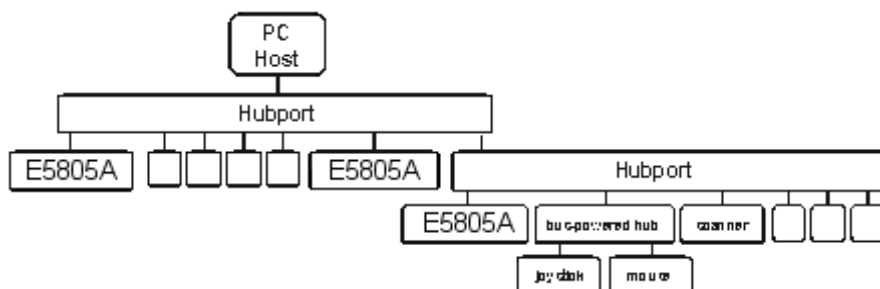 PC
Host
Hubport
E5805A
E5805A
Hubport
E5805A
bus-powered hub
scanner
joystick
mouse